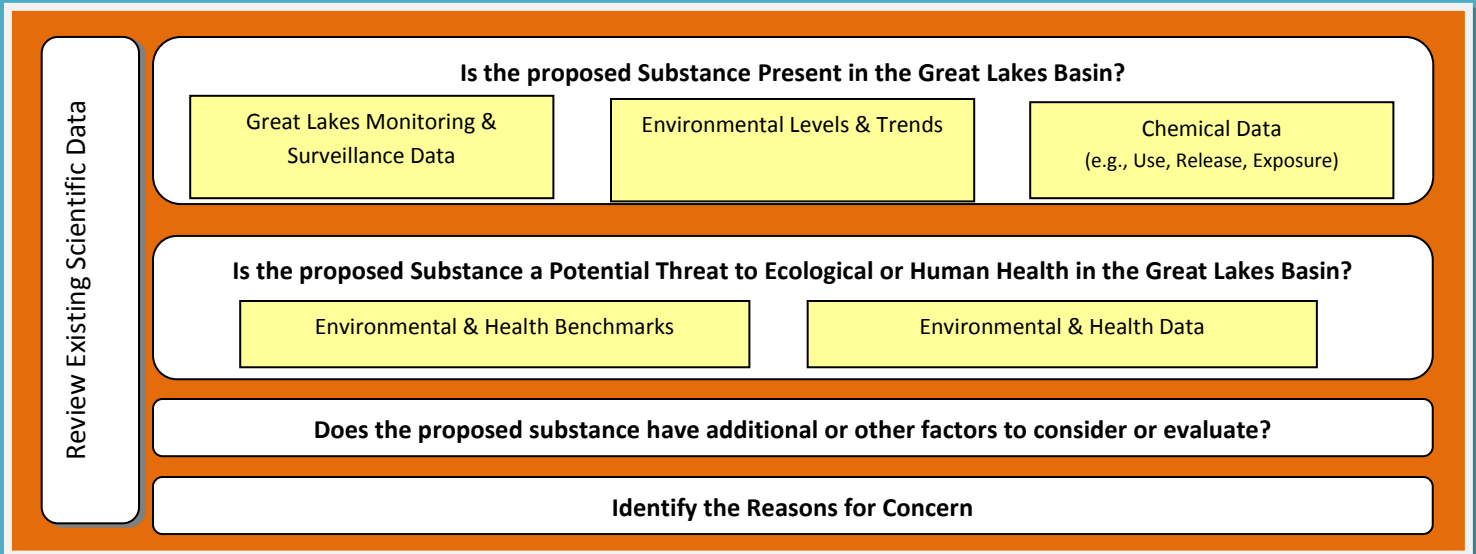 Review Existing Scientific Data
Is the proposed Substance Present in the Great Lakes Basin?
Great Lakes Monitoring &
Surveillance Data
Environmental Levels & Trends
Chemical Data
(e.g., Use, Release, Exposure)
Is the proposed Substance a Potential Threat to Ecological or Human Health in the Great Lakes Basin?
Environmental & Health Benchmarks
Environmental & Health Data
Does the proposed substance have additional or other factors to consider or evaluate?
Identify the Reasons for Concern